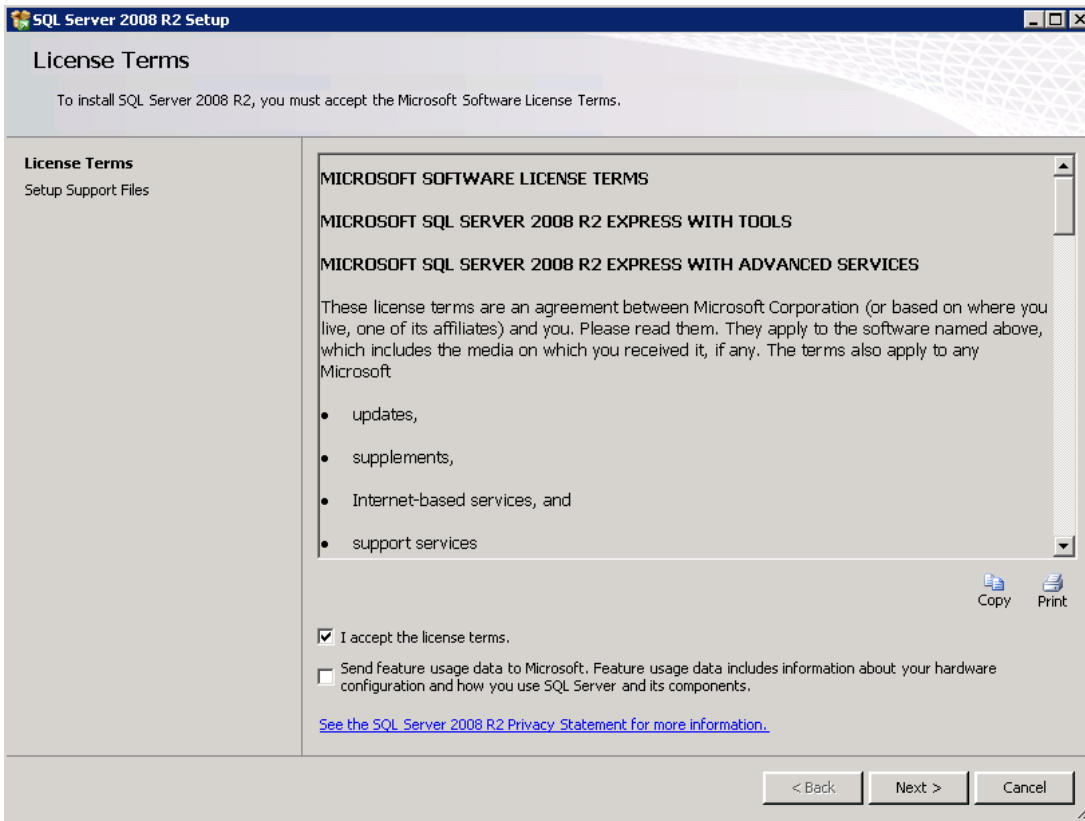 SQL Server 2008 R2 Setup
License Terms
To install SQL Server 2008 R2, you must accept the Microsoft Software License Terms.
License Terms
Setup Support Files
MICROSOFT SOFTWARE LICENSE TERMS
MICROSOFT SQL SERVER 2008 R2 EXPRESS WITH TOOLS
MICROSOFT SQL SERVER 2008 R2 EXPRESS WITH ADVANCED SERVICES
These license terms are an agreement between Microsoft Corporation (or based on where you
live, one of its affiliates) and you. Please read them. They apply to the software named above,
which includes the media on which you received it, if any. The terms also apply to any
Microsoft
• updates,
• supplements,
• Internet-based services, and
• support services
Copy
Print
I accept the license terms.
Send feature usage data to Microsoft. Feature usage data includes information about your hardware
configuration and how you use SQL Server and its components.
See the SQL Server 2008 R2 Privacy Statement for more information.
< Back
Next >
Cancel